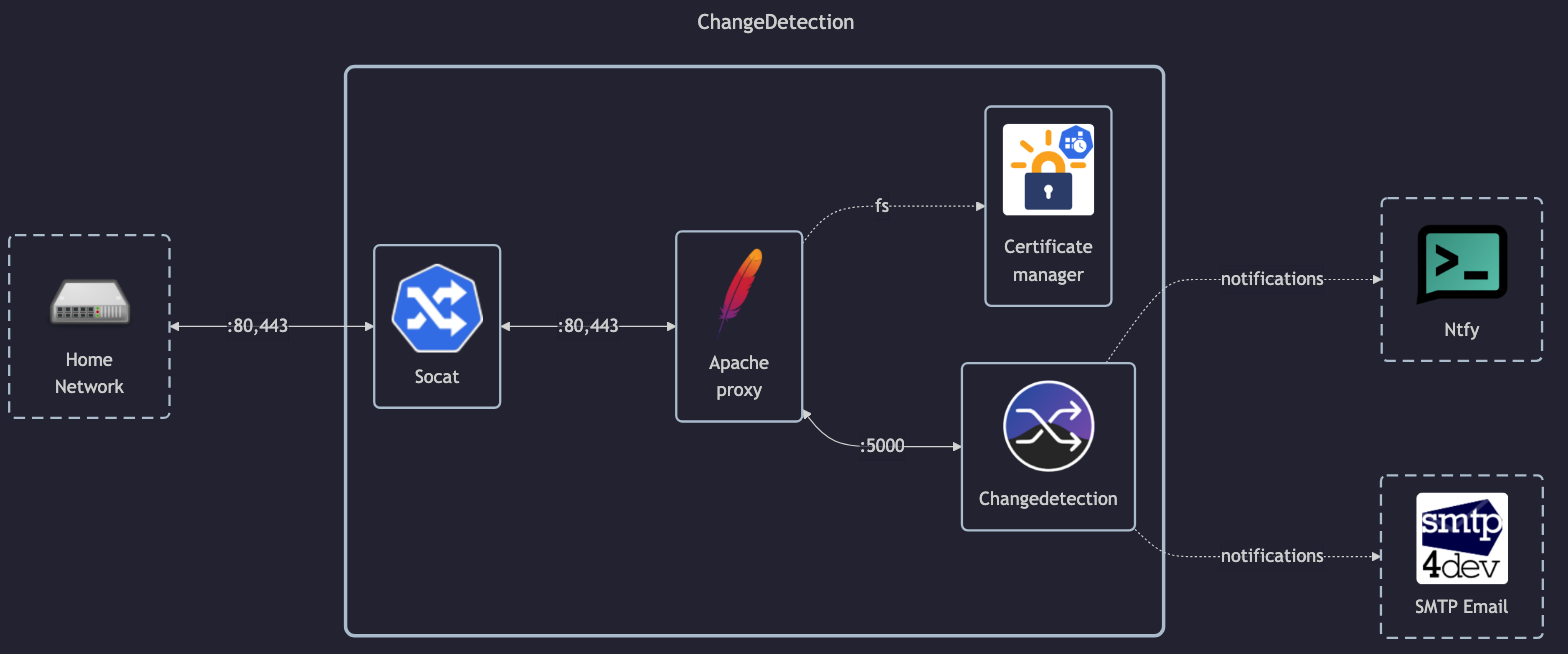 ChangeDetection
Home
Network
:80,443
Socat
:80,443
Apache
proxy
fs
Certificate
manager
:5000
Changedetection
notifications
>_
Ntfy
notifications
smtp
4dev
SMTP Email